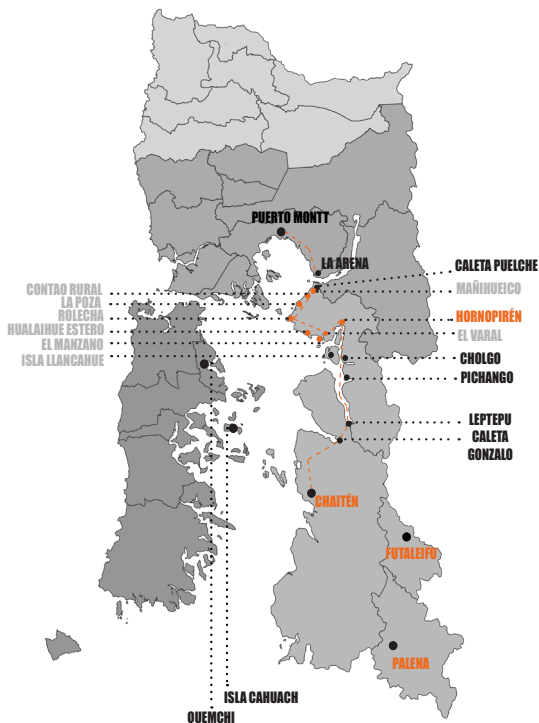 PUERTO MONTT
LA ARENA
CALETA PUELCHE
CONTAO RURAL
LA POZA
ROLECHA
HUALAIHUE ESTERO
EL MANZANO
ISLA LLANCAHUE
MAÑIHUEICO
HORNOPIRÉN
EL VARAL
CHOLGO
PICHANGO
LEPTEPU
CALETA
GONZALO
CHAITÉN
FUTALEIFU
PALENA
ISLA CAHUACH
QUEMCHI